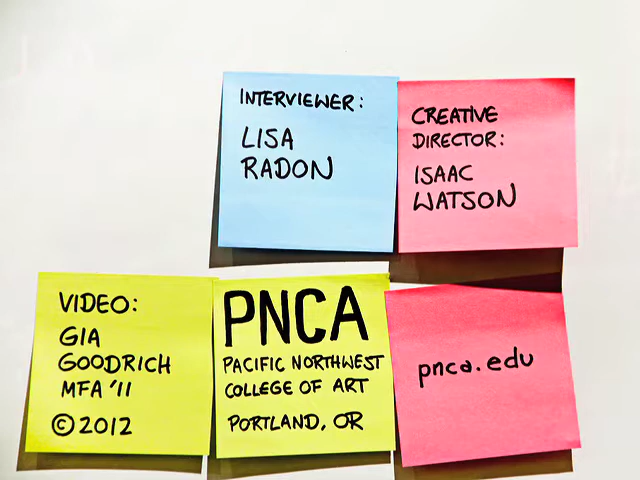 INTERVIEWER:
LISA
RADON
CREATIVE
DIRECTOR:
ISAAC
WATSON
VIDEO:
GIA
GOODRICH
MFA '11
©2012
PNCA
PACIFIC NORTHWEST
COLLEGE OF ART
PORTLAND, OR
pnca.edu